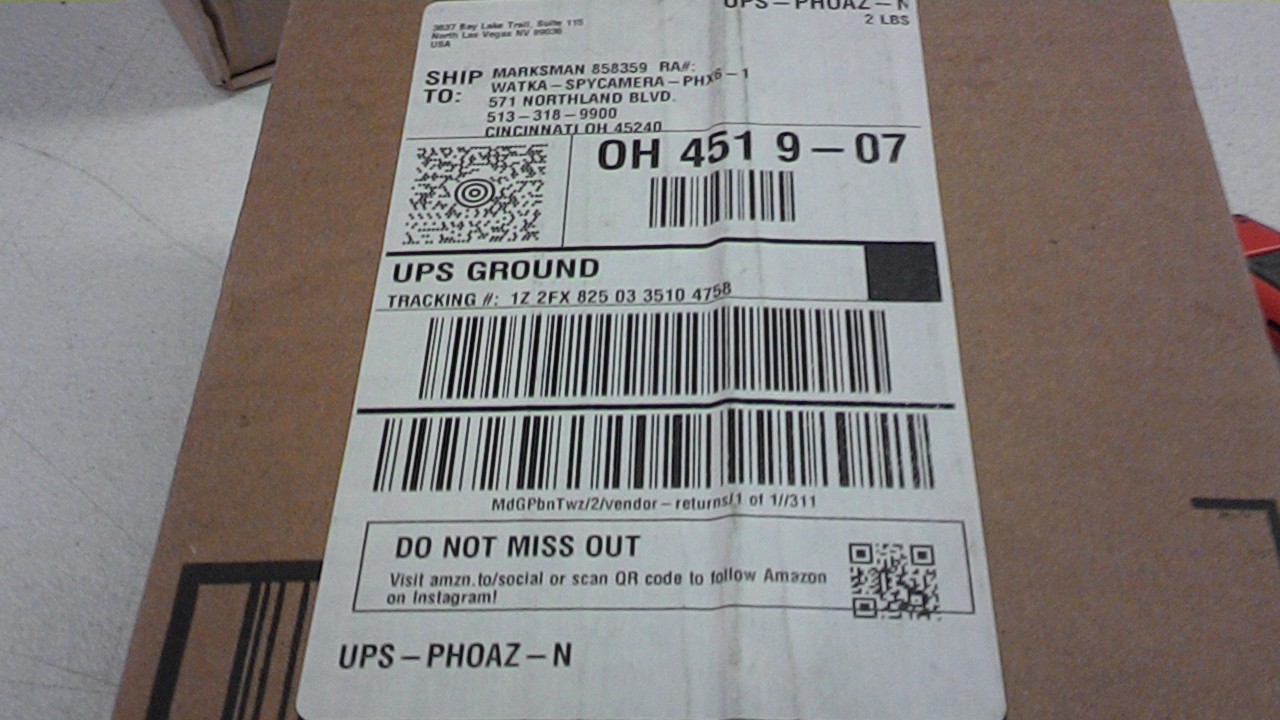 UPS-PHOAZ-N
2 LBS
3837 Bay Lake Trail, Suite 115
North Las Vegas NV 89030
USA
SHIP TO:
MARKSMAN 858359 RA#:
WATKA-SPYCAMERA-PHX6-1
571 NORTHLAND BLVD.
513-318-9900
CINCINNATI OH 45240
OH 451 9-07
UPS GROUND
TRACKING #: 1Z 2FX 825 03 3510 4758
MdGPbnTwz/2/vendor-returns/1 of 1//311
DO NOT MISS OUT
Visit amzn.to/social or scan QR code to follow Amazon
on Instagram!
UPS-PHOAZ-N